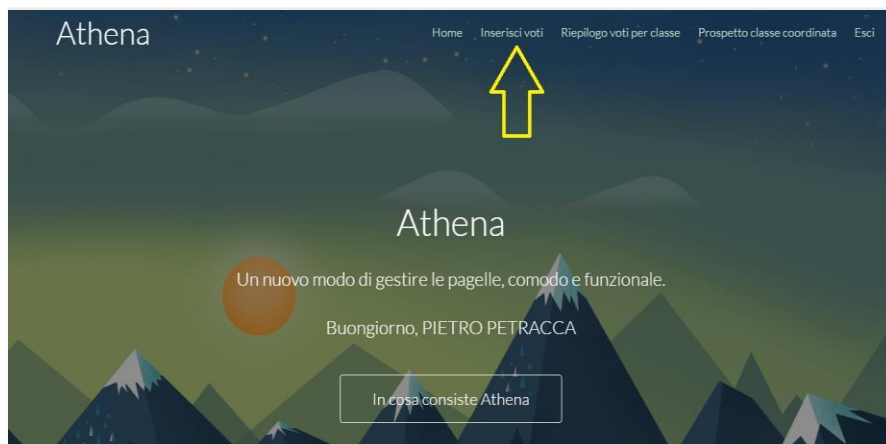 Athena
Home Inserisci voti Riepilogo voti per classe Prospetto classe coordinata Esci
Athena
Un nuovo modo di gestire le pagelle, comodo e funzionale.
Buongiorno, PIETRO PETRACCA
In cosa consiste Athena